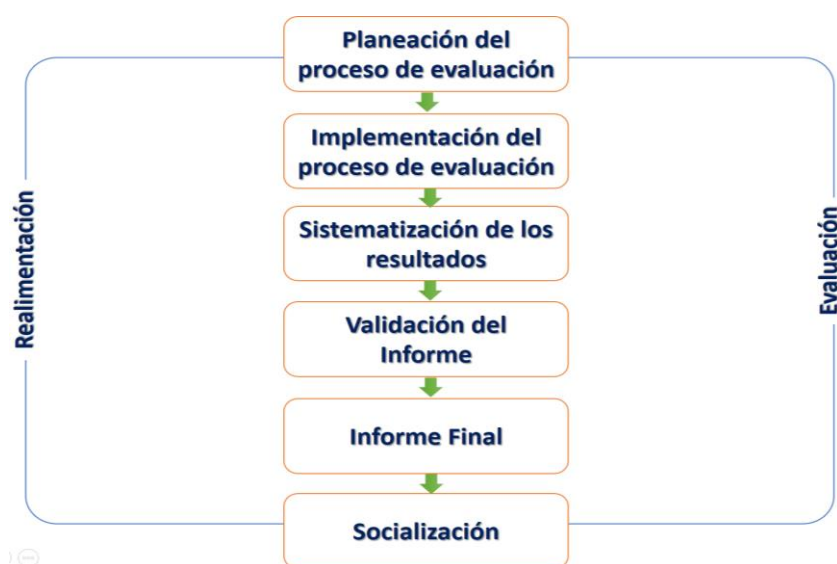 Planeación del
proceso de evaluación
Implementación del
proceso de evaluación
Sistematización de los
resultados
Validación del
Informe
Informe Final
Socialización
Realimentación
Evaluación